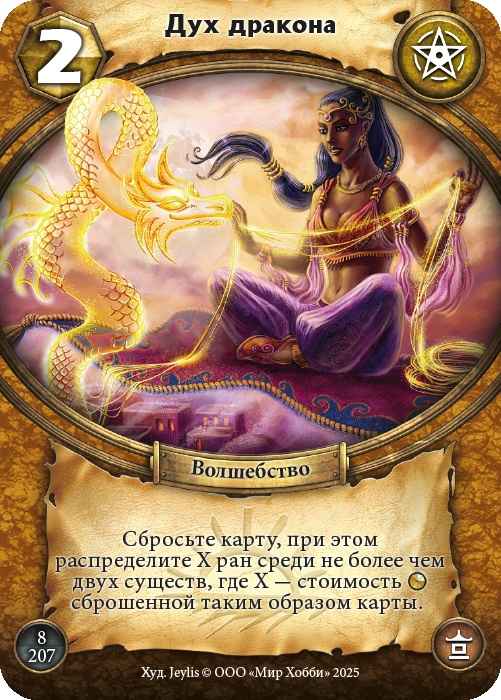 Дух дракона
2
Волшебство
Сбросьте карту, при этом
распределите X ран среди не более чем
двух существ, где X — стоимость
сброшенной таким образом карты.
8
207
Худ. Jeylis © ООО «Мир Хобби» 2025